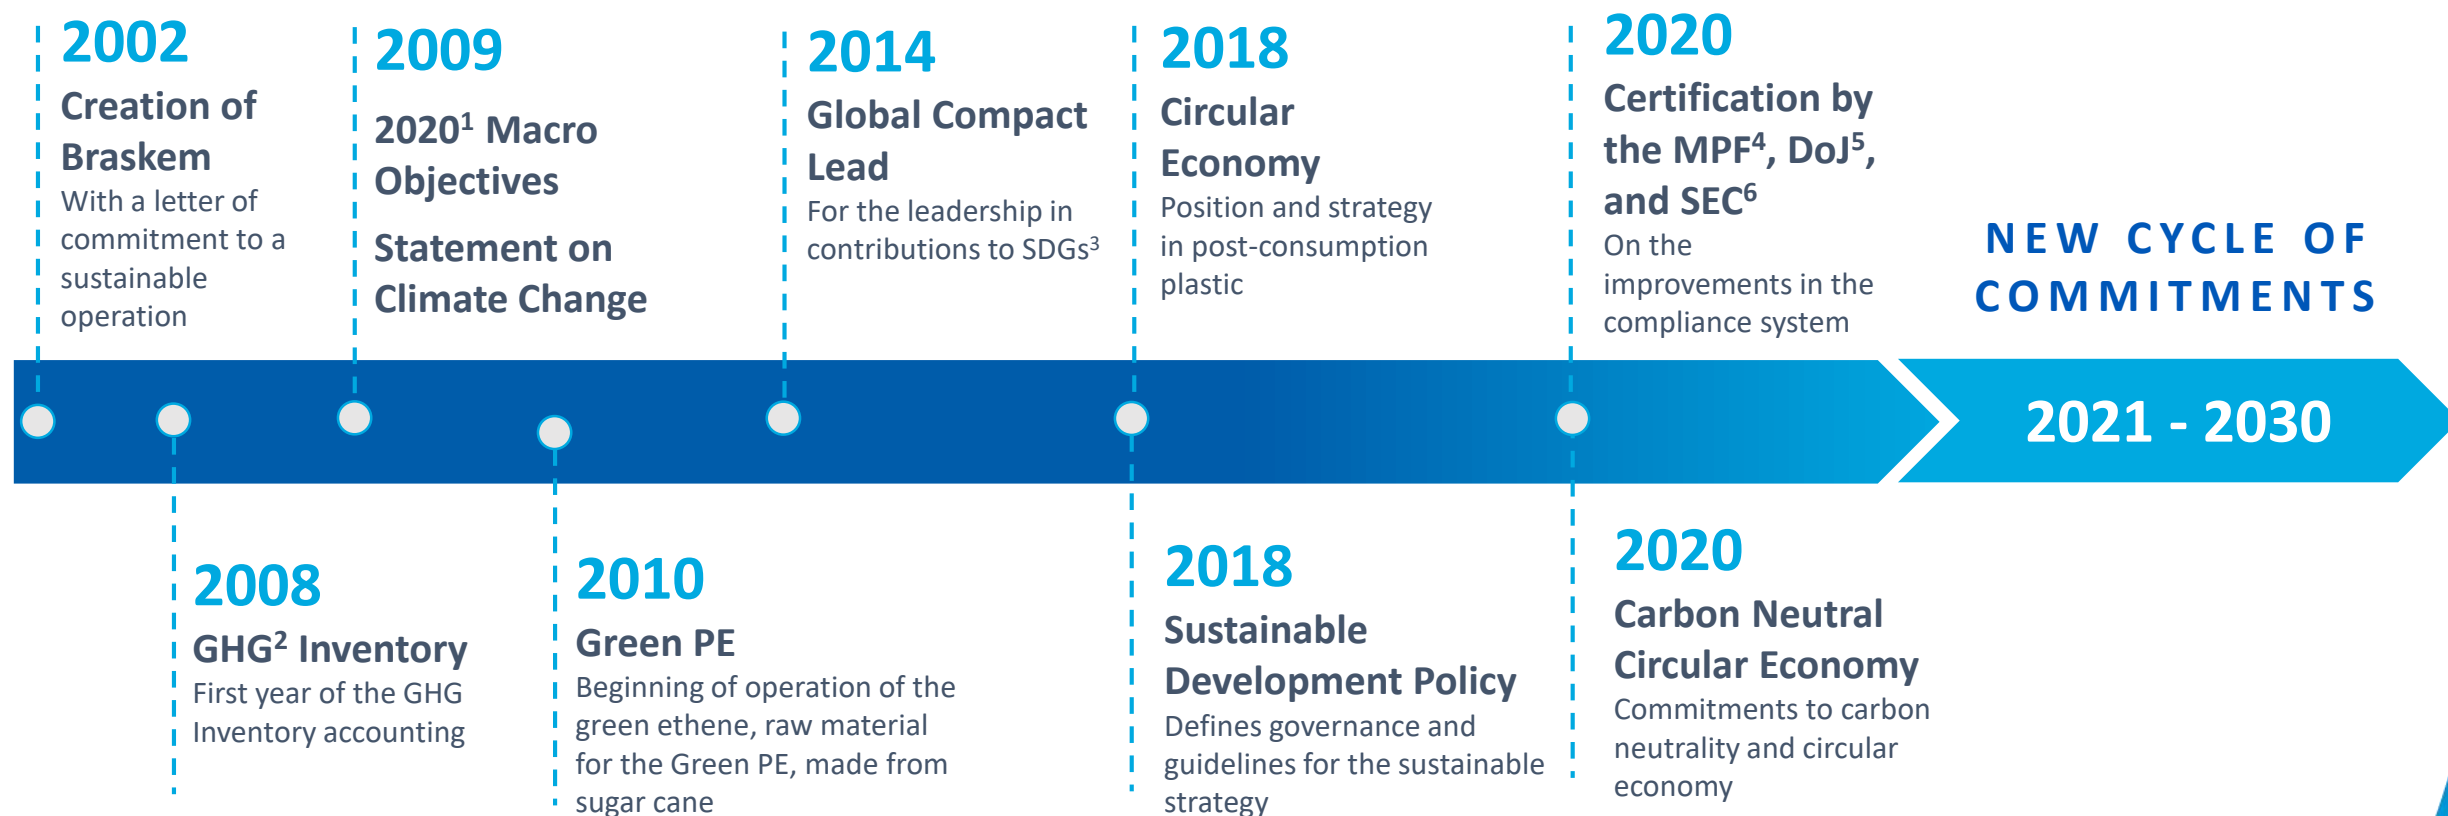 2002
Creation of
Braskem
With a letter of
commitment to a
sustainable
operation
2009
2020¹ Macro
Objectives
Statement on
Climate Change
2014
Global Compact
Lead
For the leadership in
contributions to SDGs³
2018
Circular
Economy
Position and strategy
in post-consumption
plastic
2020
Certification by
the MPF⁴, DoJ⁵,
and SEC⁶
On the
improvements in the
compliance system
NEW CYCLE OF
COMMITMENTS
2021 - 2030
2008
GHG² Inventory
First year of the GHG
Inventory accounting
2010
Green PE
Beginning of operation of the
green ethene, raw material
for the Green PE, made from
sugar cane
2018
Sustainable
Development Policy
Defines governance and
guidelines for the sustainable
strategy
2020
Carbon Neutral
Circular Economy
Commitments to carbon
neutrality and circular
economy